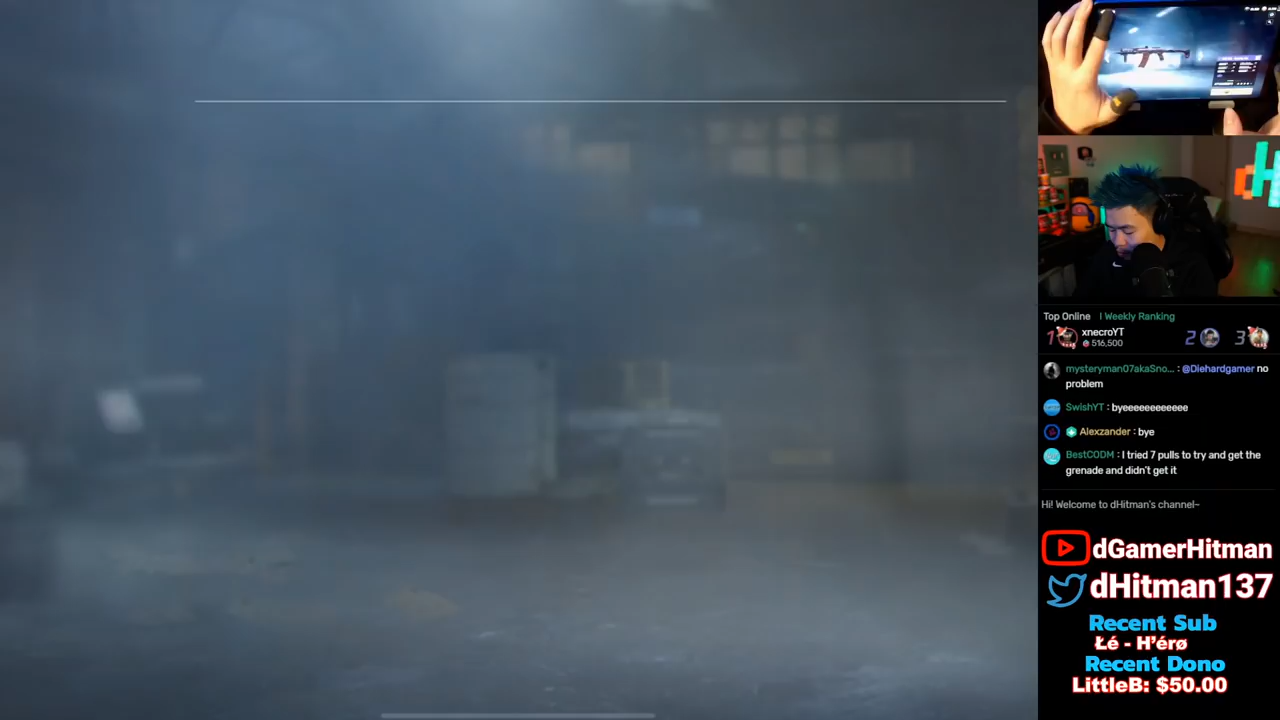 Top Online | Weekly Ranking
1 xnecroYT 2 3
516,500
mysteryman07akaSno... : @Diehardgamer no
problem
SwishYT : byeeeeeeeeeeee
Alexzander : bye
BestCODM : I tried 7 pulls to try and get the
grenade and didn't get it
Hi! Welcome to dHitman's channel~
dGamerHitman
dHitman137
Recent Sub
Łé - H'érø
Recent Dono
LittleB: $50.00